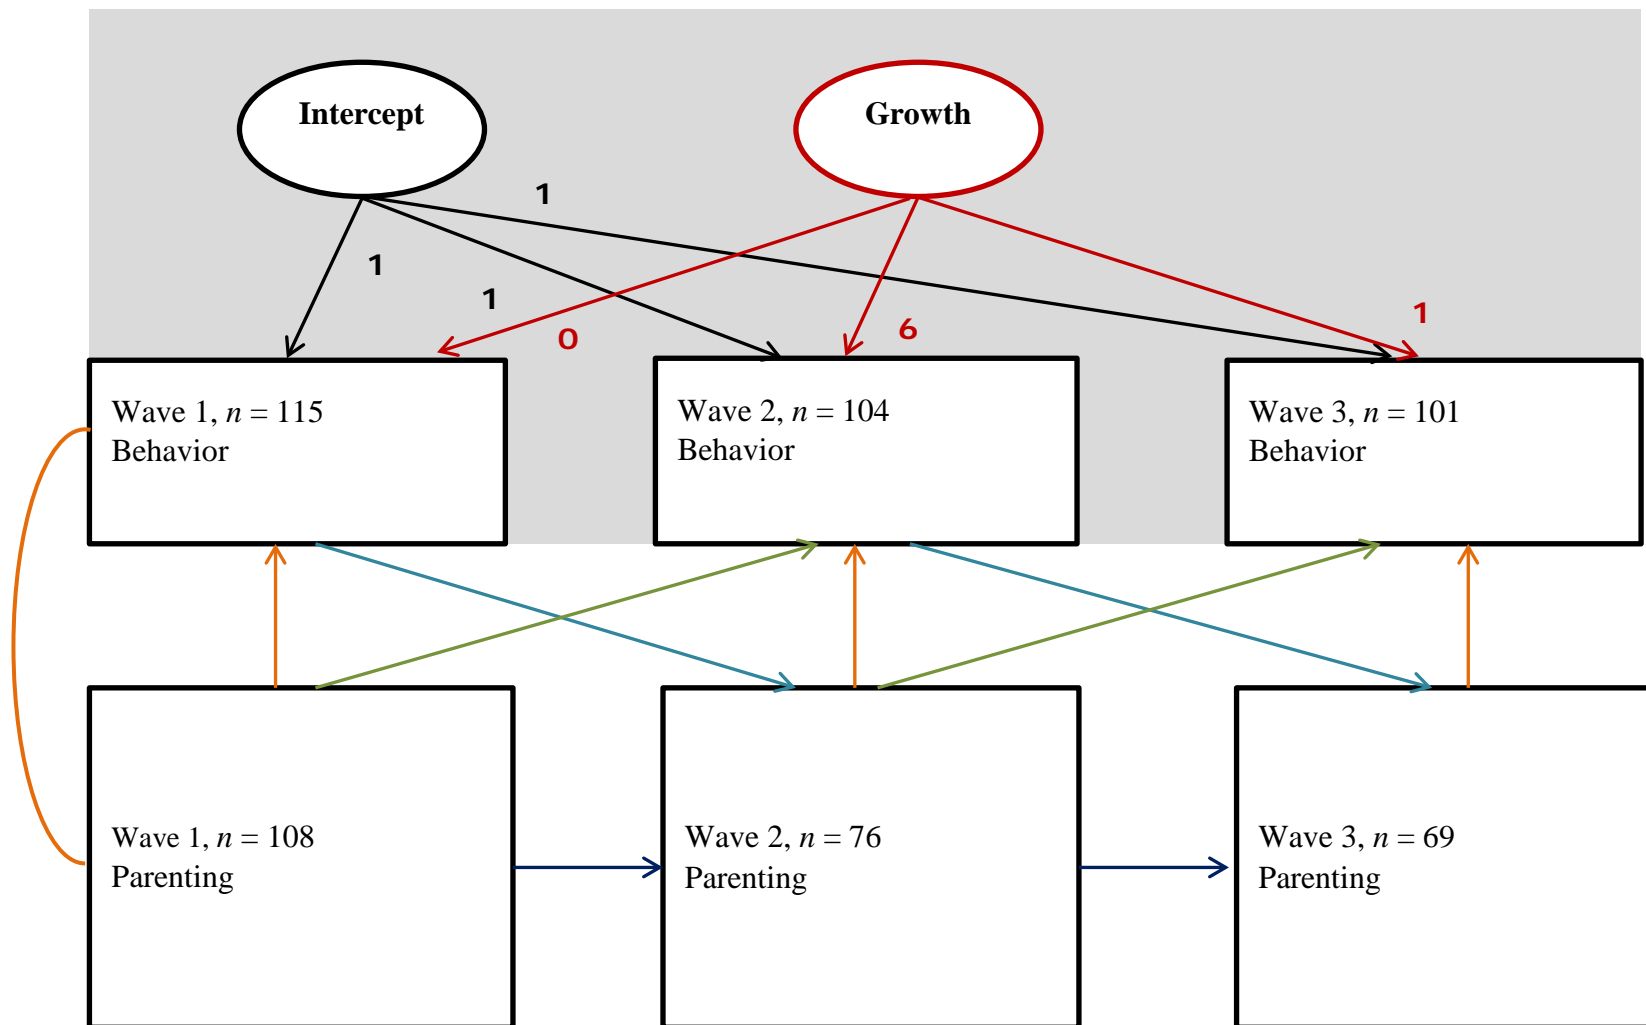 Intercept
Growth
1
1
1
0
6
1
Wave 1, n = 115
Behavior
Wave 2, n = 104
Behavior
Wave 3, n = 101
Behavior
Wave 1, n = 108
Parenting
Wave 2, n = 76
Parenting
Wave 3, n = 69
Parenting